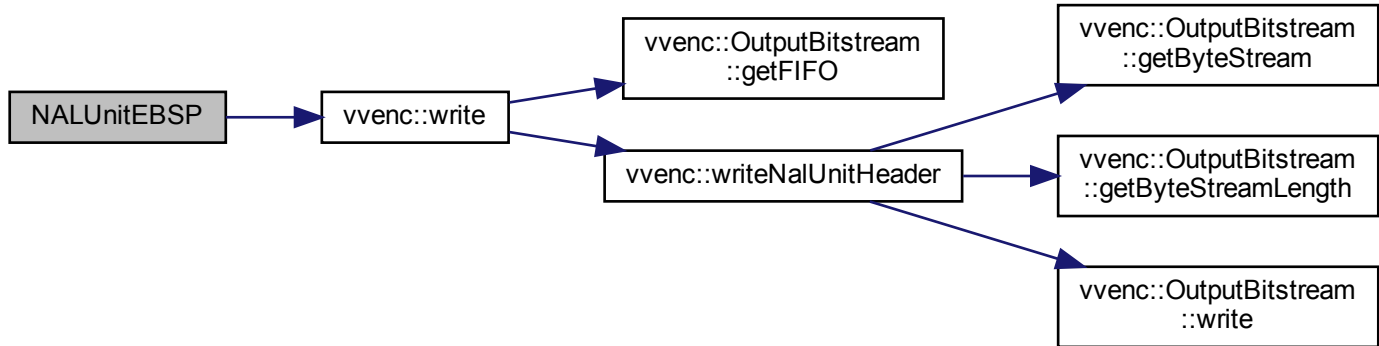 NALUnitEBSP
vvenc::write
vvenc::OutputBitstream
::getFIFO
vvenc::writeNalUnitHeader
vvenc::OutputBitstream
::getByteStream
vvenc::OutputBitstream
::getByteStreamLength
vvenc::OutputBitstream
::write